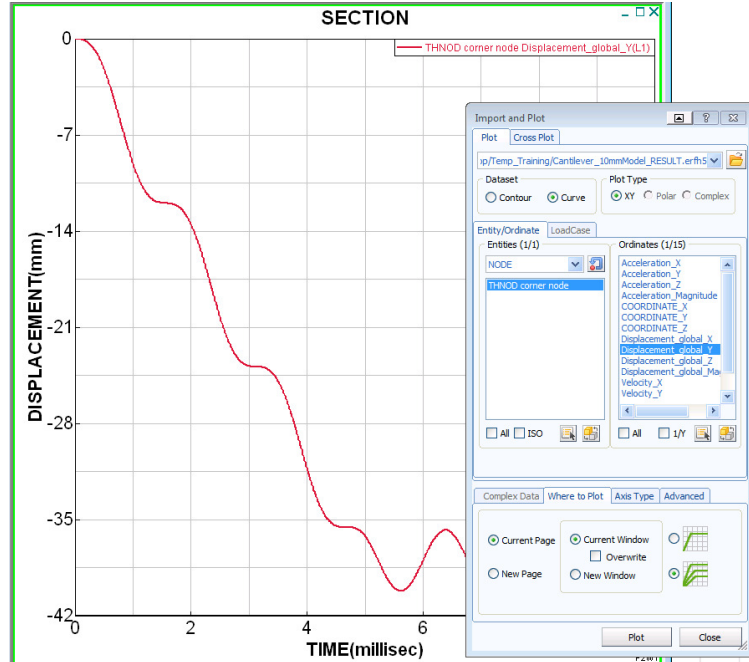 SECTION
THNOD corner node Displacement_global_Y(L1)
DISPLACEMENT(mm)
0
-7
-14
-21
-28
-35
-42
0 2 4 6
TIME(millisec)
Import and Plot
Plot Cross Plot
pp/Temp_Training/Cantilever_10mmModel_RESULT.erfh5
Dataset
Contour Curve
Plot Type
XY Polar Complex
Entity/Ordinate LoadCase
Entities (1/1)
NODE
THNOD corner node
All ISO
Ordinates (1/15)
Acceleration_X
Acceleration_Y
Acceleration_Z
Acceleration_Magnitude
COORDINATE_X
COORDINATE_Y
COORDINATE_Z
Displacement_global_X
Displacement_global_Y
Displacement_global_Z
Displacement_global_Mag
Velocity_X
Velocity_Y
All 1/Y
Complex Data Where to Plot Axis Type Advanced
Current Page
New Page
Current Window
Overwrite
New Window
Plot Close